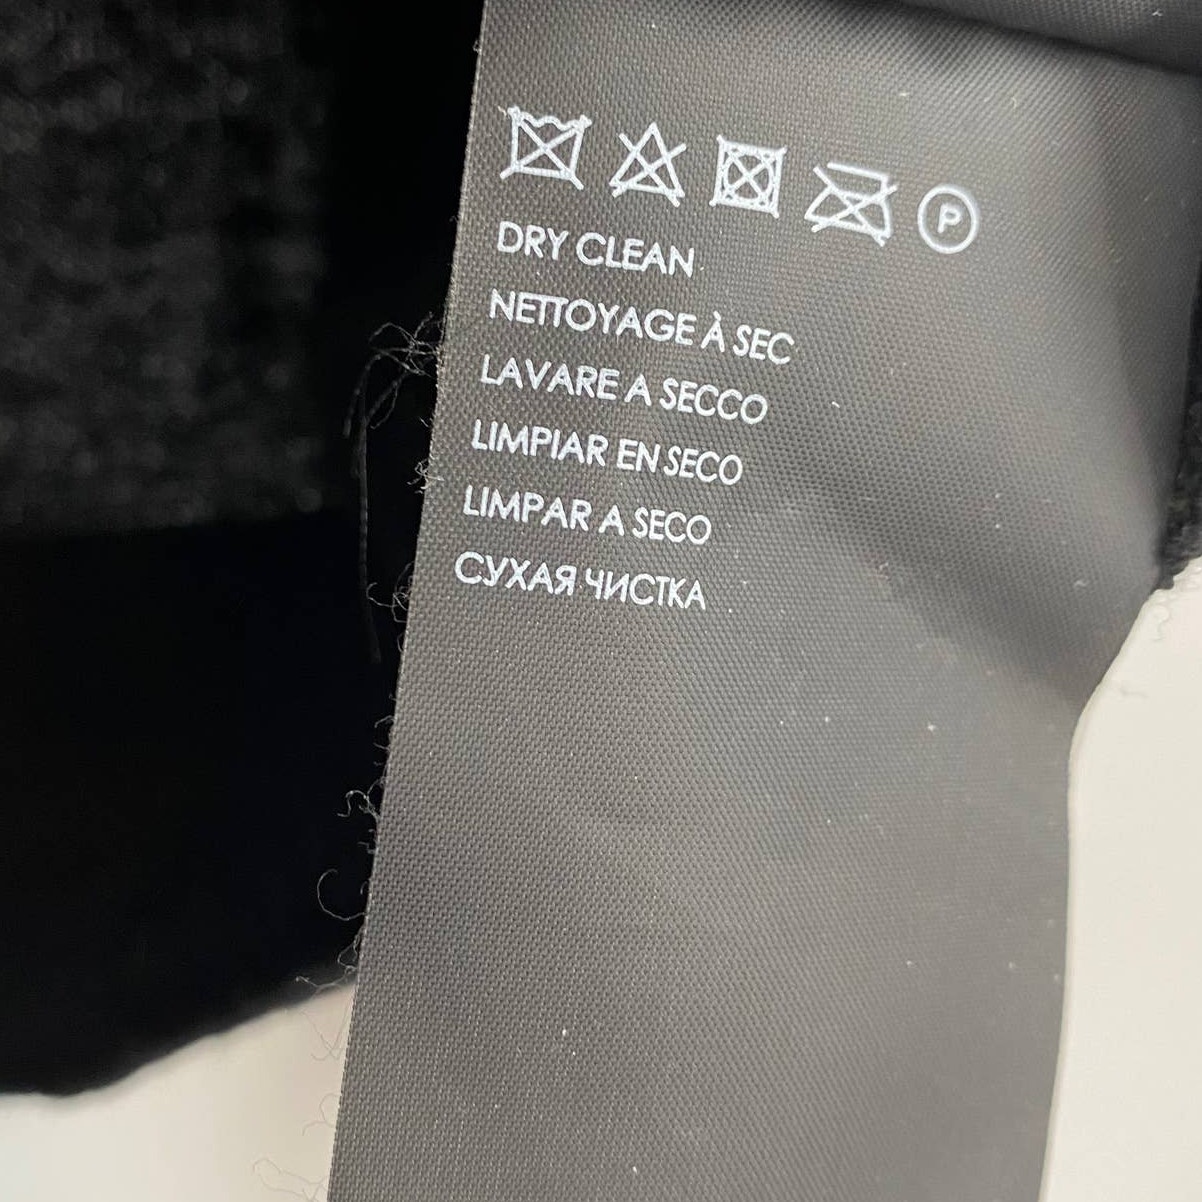 P
DRY CLEAN
NETTOYAGE À SEC
LAVARE A SECCO
LIMPIAR EN SECO
LIMPAR A SECO
СУХАЯ ЧИСТКА